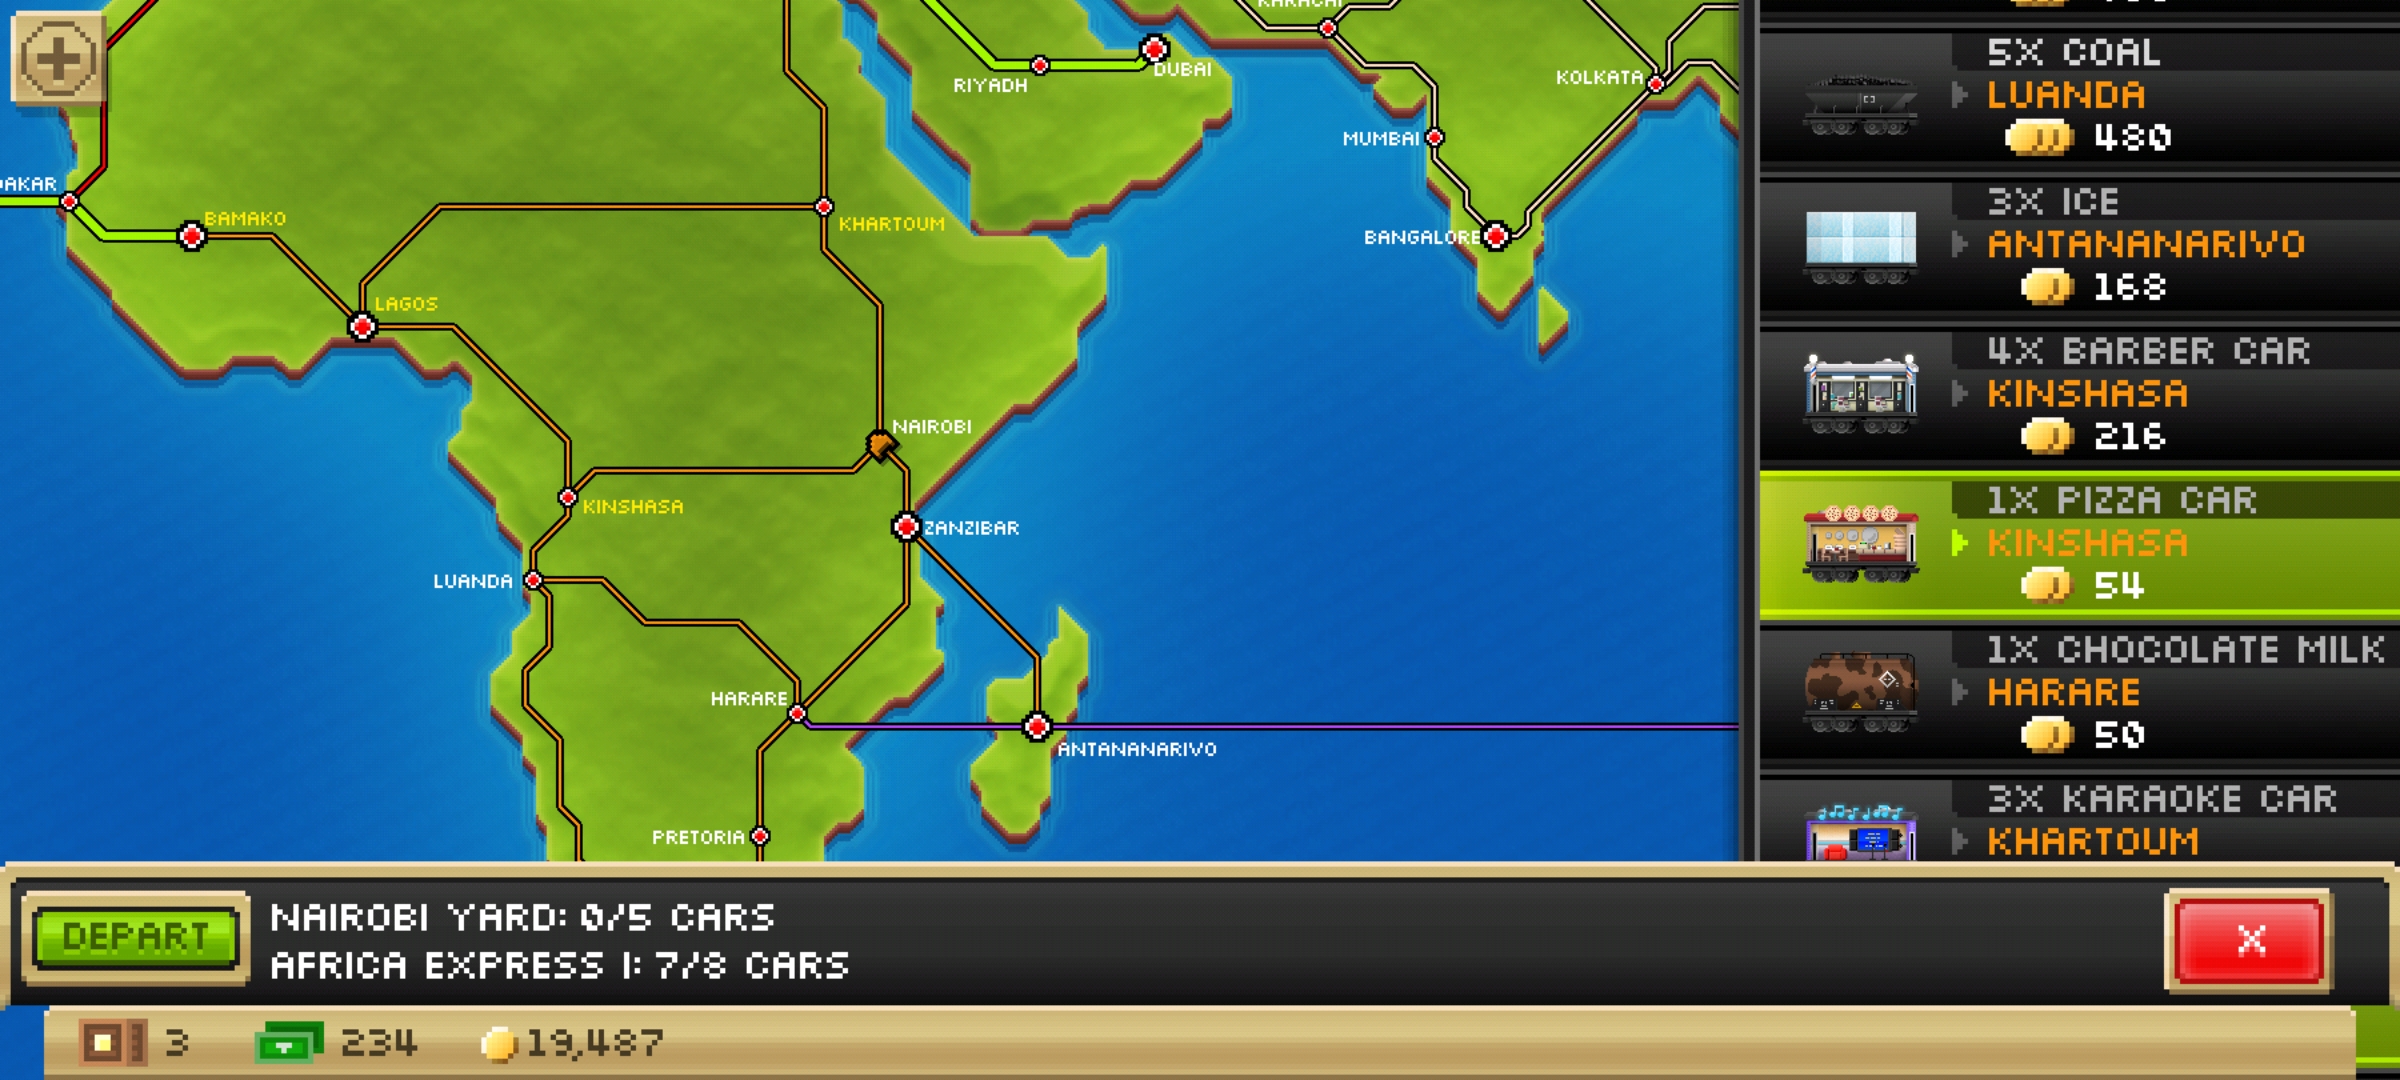 RIYADH
DUBAI
KOLKATA
MUMBAI
BANGALORE
BAMAKO
KHARTOUM
LAGOS
NAIROBI
KINSHASA
ZANZIBAR
LUANDA
HARARE
ANTANANARIVO
PRETORIA
5X COAL
LUANDA
480
3X ICE
ANTANANARIVO
168
4X BARBER CAR
KINSHASA
216
1X PIZZA CAR
KINSHASA
54
1X CHOCOLATE MILK
HARARE
50
3X KARAOKE CAR
KHARTOUM
DEPART
NAIROBI YARD: 0/5 CARS
AFRICA EXPRESS I: 7/8 CARS
X
3
234
19,487